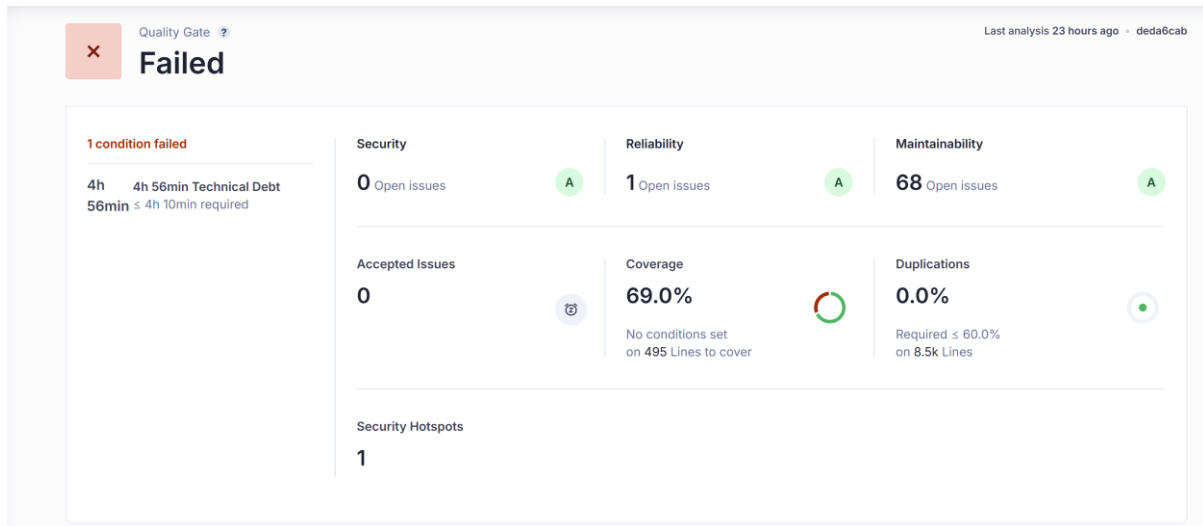 Quality Gate ?
Failed
Last analysis 23 hours ago • deda6cab
1 condition failed
4h 56min
4h 56min Technical Debt
≤ 4h 10min required
Security
0 Open issues
A
Reliability
1 Open issues
A
Maintainability
68 Open issues
A
Accepted Issues
0
Coverage
69.0%
No conditions set
on 495 Lines to cover
Duplications
0.0%
Required ≤ 60.0%
on 8.5k Lines
Security Hotspots
1